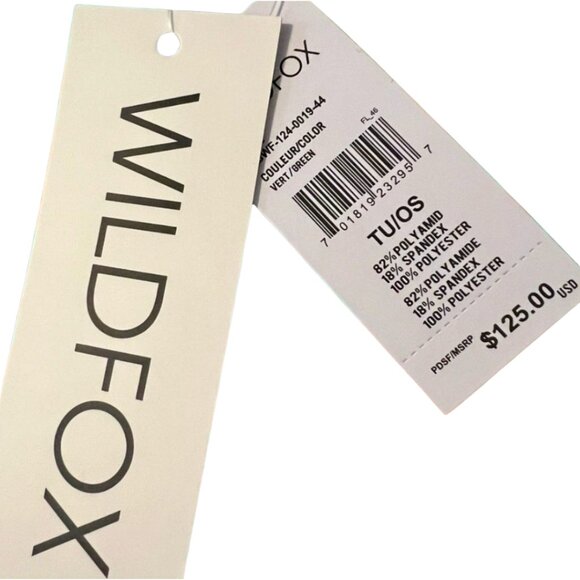 WILDFOX
DFOX
WF-124-0019-44
COULEUR/COLOR
VERT/GREEN
FL_46
7 01819 23295 7
TU/OS
82%POLYAMID
18% SPANDEX
100% POLYESTER
82%POLYAMIDE
18% SPANDEX
100% POLYESTER
PDSF/MSRP $125.00 USD